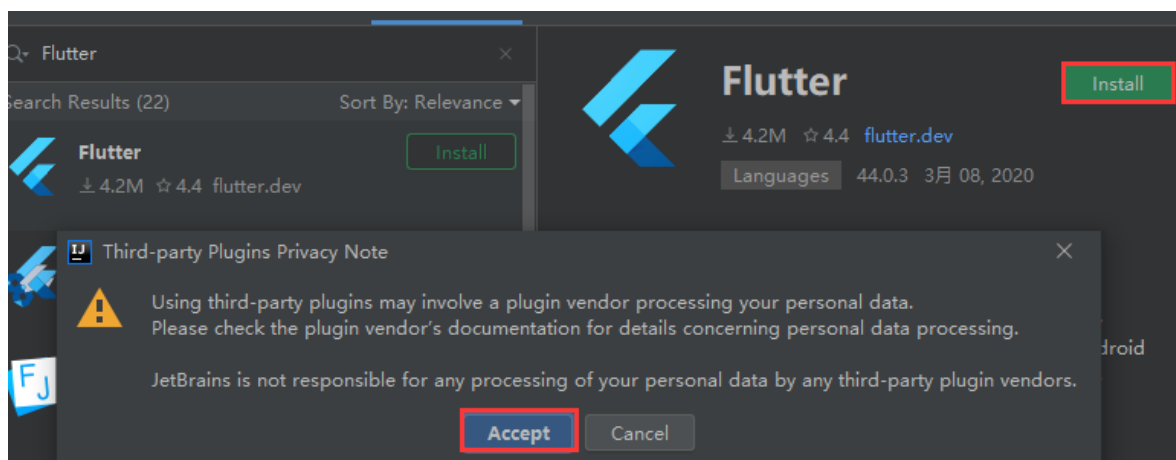 Flutter
Search Results (22)
Sort By: Relevance
Flutter
Install
4.2M 4.4 flutter.dev
Flutter
Install
4.2M 4.4 flutter.dev
Languages 44.0.3 3月 08, 2020
IJ
Third-party Plugins Privacy Note
Using third-party plugins may involve a plugin vendor processing your personal data.
Please check the plugin vendor's documentation for details concerning personal data processing.
JetBrains is not responsible for any processing of your personal data by any third-party plugin vendors.
Accept
Cancel
FJ
droid